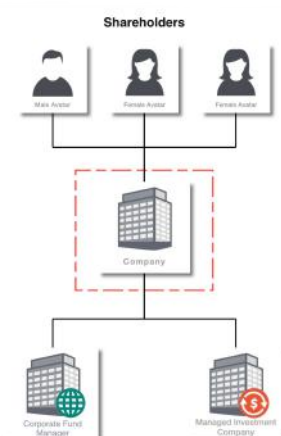 Shareholders
Male Avatar
Female Avatar
Female Avatar
Company
Corporate Fund
Manager
Managed Investment
Company
$